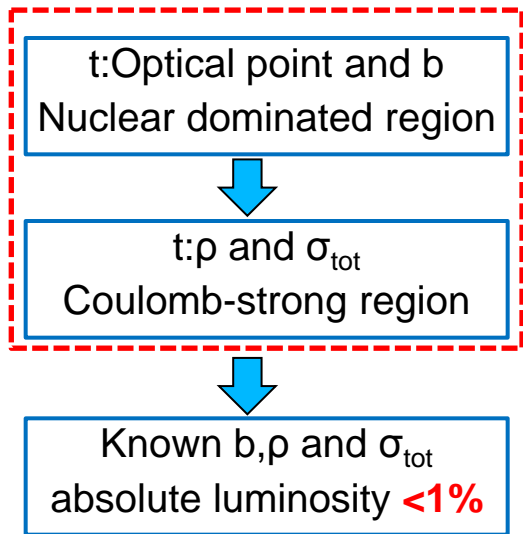 t:Optical point and b
Nuclear dominated region
t:ρ and σtot
Coulomb-strong region
Known b,ρ and σtot
absolute luminosity <1%